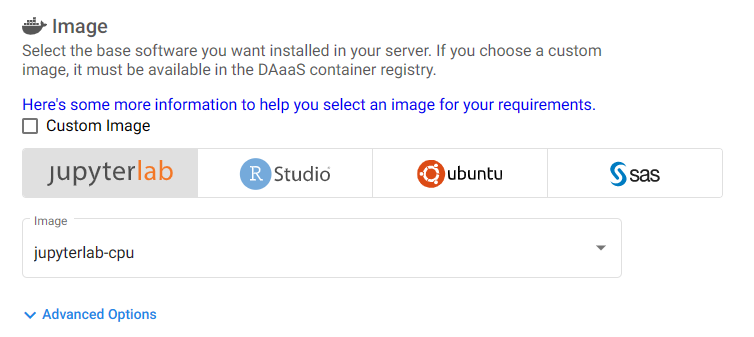 Image
Select the base software you want installed in your server. If you choose a custom
image, it must be available in the DAaaS container registry.
Here's some more information to help you select an image for your requirements.
Custom Image
jupyterlab R Studio ubuntu sas
Image
jupyterlab-cpu
Advanced Options